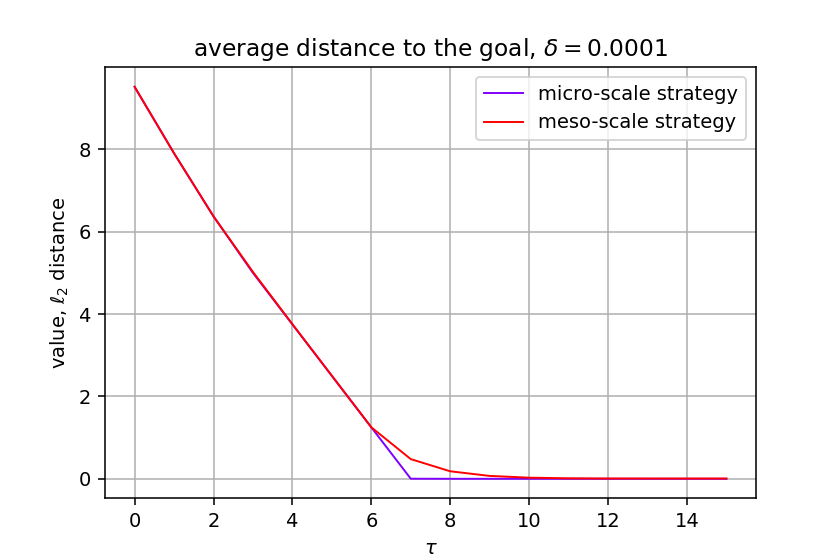 average distance to the goal, δ = 0.0001
micro-scale strategy
meso-scale strategy
value, ℓ₂ distance
8
6
4
2
0
0 2 4 6 8 10 12 14
τ